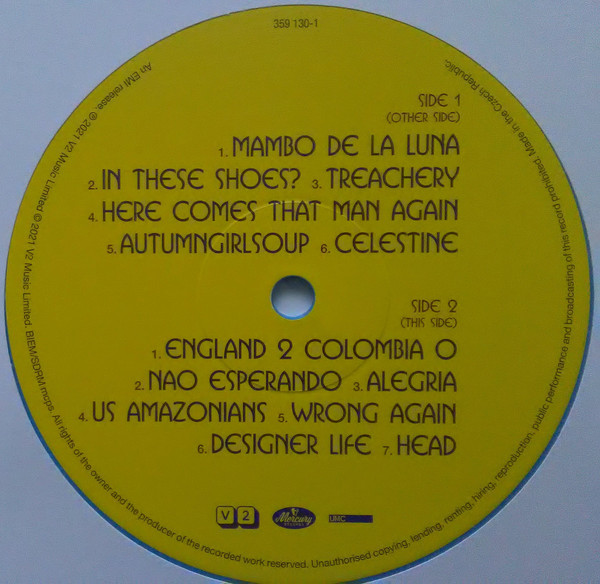 359 130-1
SIDE 1
(OTHER SIDE)
1. MAMBO DE LA LUNA
2. IN THESE SHOES? 3. TREACHERY
4. HERE COMES THAT MAN AGAIN
5. AUTUMNGIRLSOUP 6. CELESTINE
SIDE 2
(THIS SIDE)
1. ENGLAND 2 COLOMBIA 0
2. NAO ESPERANDO 3. ALEGRIA
4. US AMAZONIANS 5. WRONG AGAIN
6. DESIGNER LIFE 7. HEAD
V2 Mercury RECORDS UMC
An EMI release. ℗ 2021 V2 Music Limited © 2021 V2 Music Limited. BIEM/SDRM mcps. All rights of the owner and the producer of the recorded work reserved. Unauthorised copying, lending, renting, hiring, reproduction, public performance and broadcasting of this record prohibited. Made in the Czech Republic.